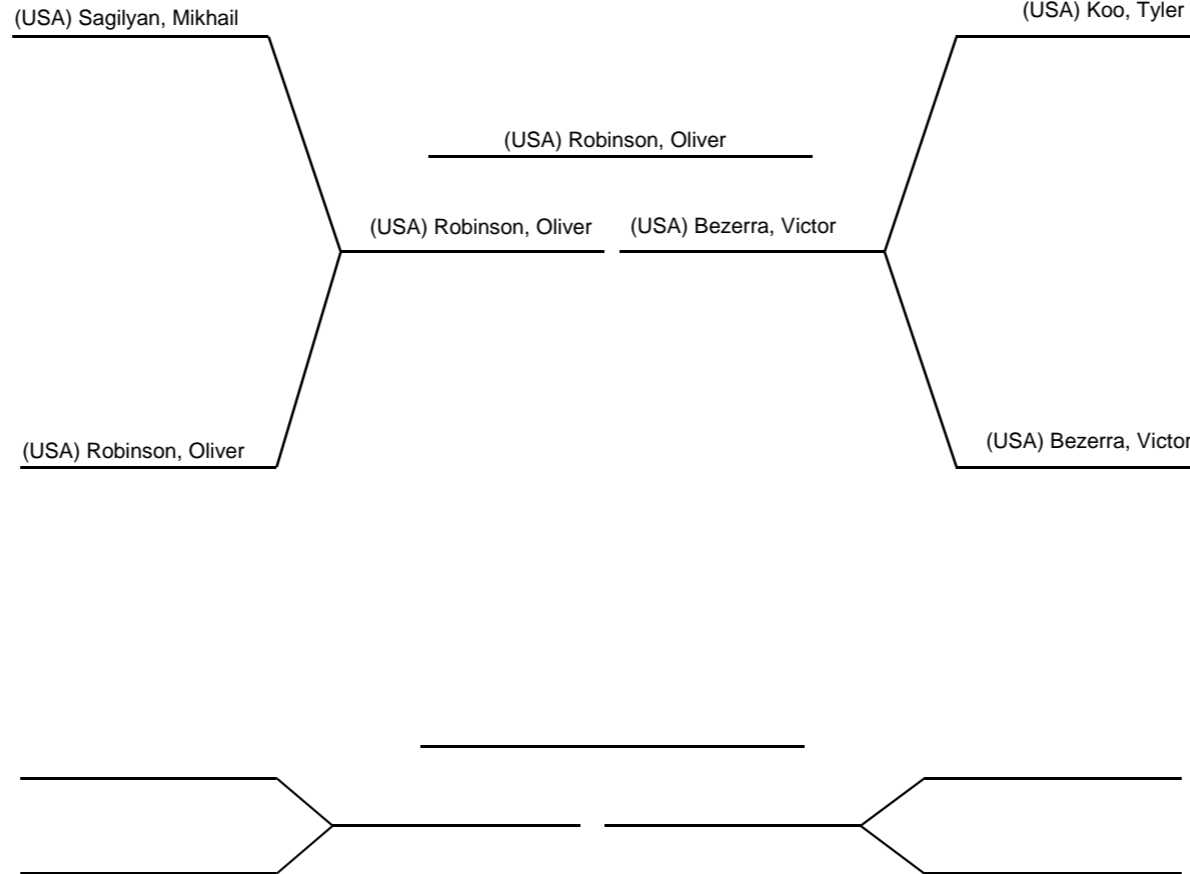 (USA) Sagilyan, Mikhail
(USA) Koo, Tyler
(USA) Robinson, Oliver
(USA) Robinson, Oliver
(USA) Bezerra, Victor
(USA) Robinson, Oliver
(USA) Bezerra, Victor